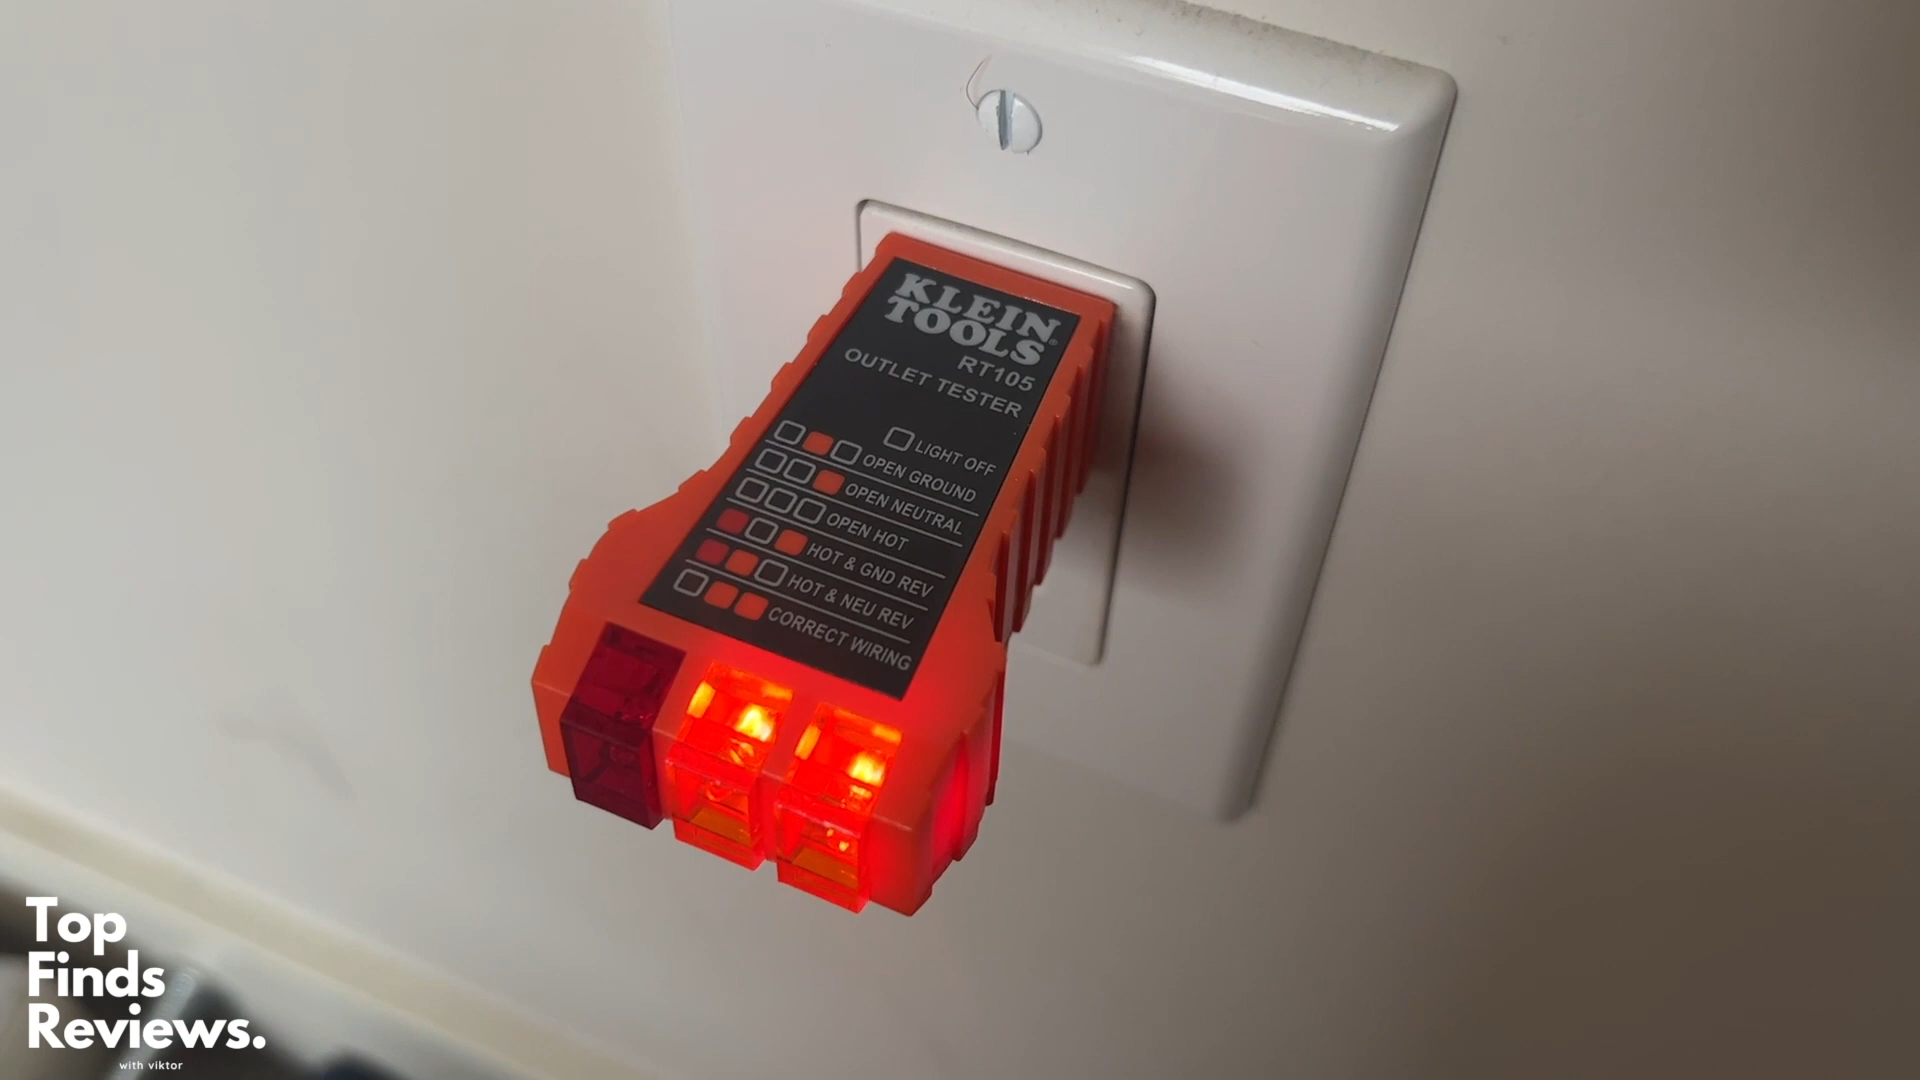 KLEIN
TOOLS®
RT105
OUTLET TESTER
LIGHT OFF
OPEN GROUND
OPEN NEUTRAL
OPEN HOT
HOT & GND REV
HOT & NEU REV
CORRECT WIRING
Top
Finds
Reviews.
with viktor